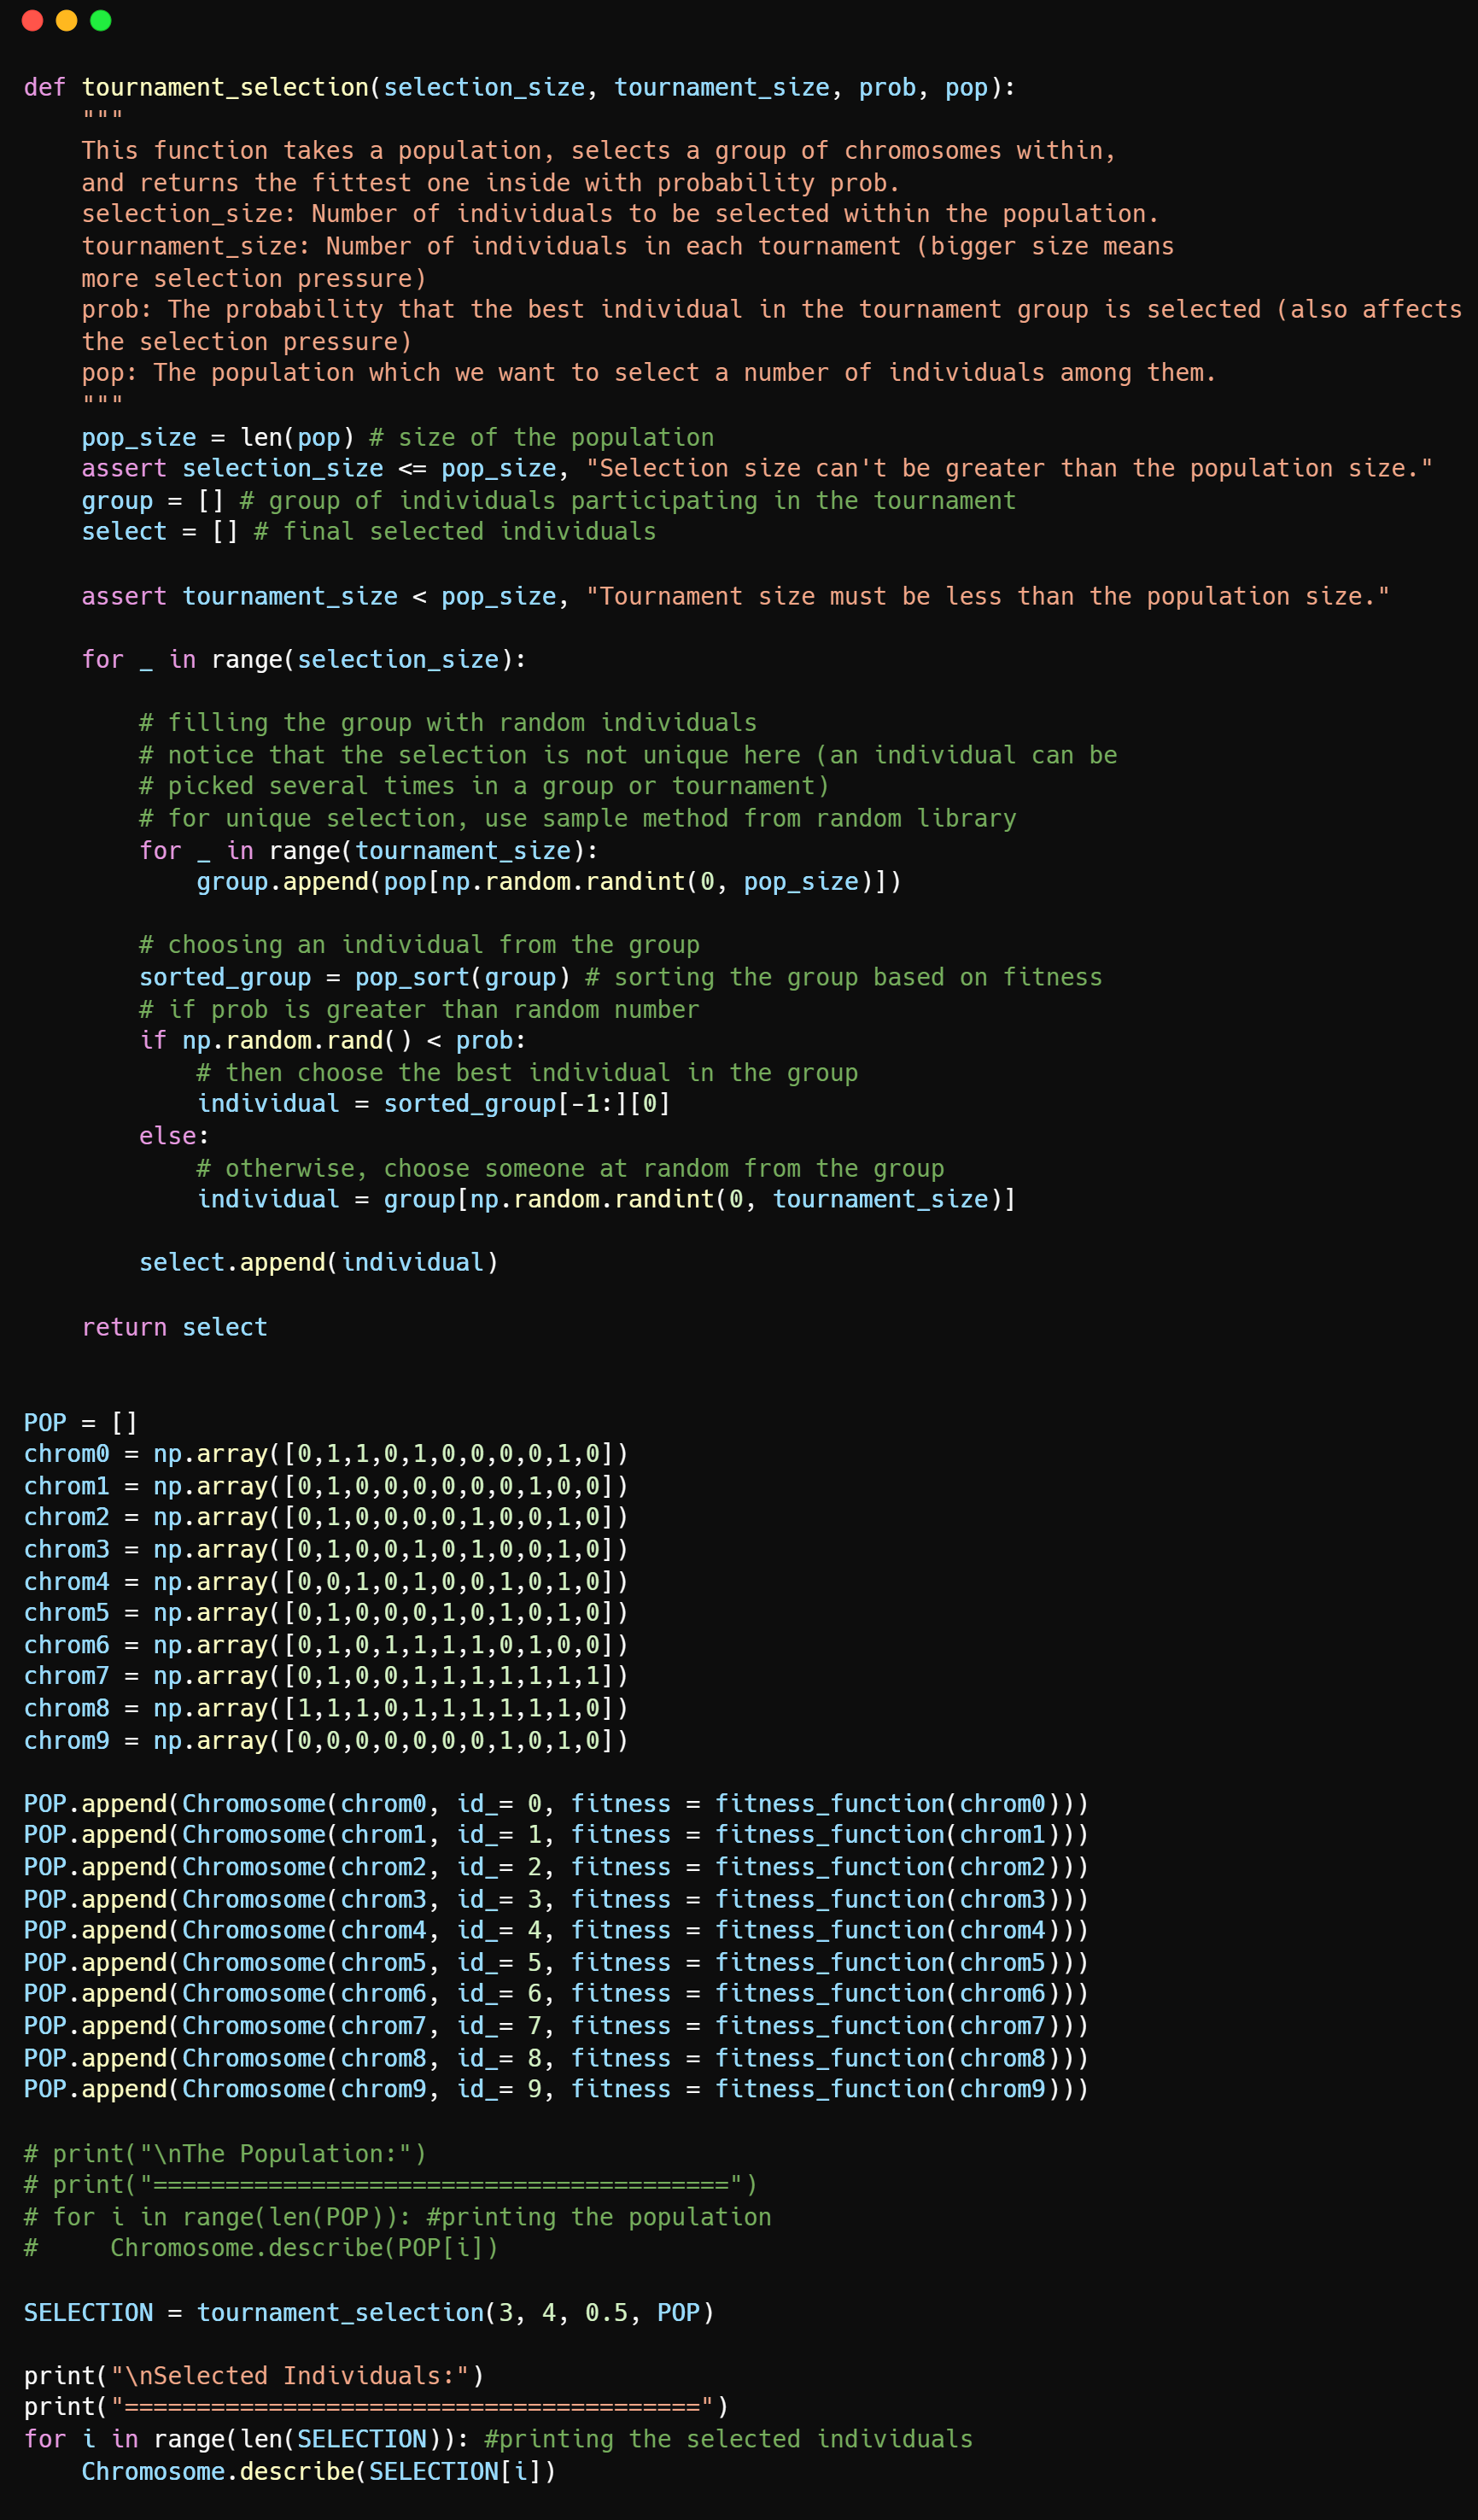 def tournament_selection(selection_size, tournament_size, prob, pop):
    """
    This function takes a population, selects a group of chromosomes within,
    and returns the fittest one inside with probability prob.
    selection_size: Number of individuals to be selected within the population.
    tournament_size: Number of individuals in each tournament (bigger size means
    more selection pressure)
    prob: The probability that the best individual in the tournament group is selected (also affects
    the selection pressure)
    pop: The population which we want to select a number of individuals among them.
    """
    pop_size = len(pop) # size of the population
    assert selection_size <= pop_size, "Selection size can't be greater than the population size."
    group = [] # group of individuals participating in the tournament
    select = [] # final selected individuals

    assert tournament_size < pop_size, "Tournament size must be less than the population size."

    for _ in range(selection_size):

        # filling the group with random individuals
        # notice that the selection is not unique here (an individual can be
        # picked several times in a group or tournament)
        # for unique selection, use sample method from random library
        for _ in range(tournament_size):
            group.append(pop[np.random.randint(0, pop_size)])

        # choosing an individual from the group
        sorted_group = pop_sort(group) # sorting the group based on fitness
        # if prob is greater than random number
        if np.random.rand() < prob:
            # then choose the best individual in the group
            individual = sorted_group[-1:][0]
        else:
            # otherwise, choose someone at random from the group
            individual = group[np.random.randint(0, tournament_size)]

        select.append(individual)

    return select


POP = []
chrom0 = np.array([0,1,1,0,1,0,0,0,0,1,0])
chrom1 = np.array([0,1,0,0,0,0,0,0,1,0,0])
chrom2 = np.array([0,1,0,0,0,0,1,0,0,1,0])
chrom3 = np.array([0,1,0,0,1,0,1,0,0,1,0])
chrom4 = np.array([0,0,1,0,1,0,0,1,0,1,0])
chrom5 = np.array([0,1,0,0,0,1,0,1,0,1,0])
chrom6 = np.array([0,1,0,1,1,1,1,0,1,0,0])
chrom7 = np.array([0,1,0,0,1,1,1,1,1,1,1])
chrom8 = np.array([1,1,1,0,1,1,1,1,1,1,0])
chrom9 = np.array([0,0,0,0,0,0,0,1,0,1,0])

POP.append(Chromosome(chrom0, id_= 0, fitness = fitness_function(chrom0)))
POP.append(Chromosome(chrom1, id_= 1, fitness = fitness_function(chrom1)))
POP.append(Chromosome(chrom2, id_= 2, fitness = fitness_function(chrom2)))
POP.append(Chromosome(chrom3, id_= 3, fitness = fitness_function(chrom3)))
POP.append(Chromosome(chrom4, id_= 4, fitness = fitness_function(chrom4)))
POP.append(Chromosome(chrom5, id_= 5, fitness = fitness_function(chrom5)))
POP.append(Chromosome(chrom6, id_= 6, fitness = fitness_function(chrom6)))
POP.append(Chromosome(chrom7, id_= 7, fitness = fitness_function(chrom7)))
POP.append(Chromosome(chrom8, id_= 8, fitness = fitness_function(chrom8)))
POP.append(Chromosome(chrom9, id_= 9, fitness = fitness_function(chrom9)))

# print("\nThe Population:")
# print("========================================")
# for i in range(len(POP)): #printing the population
#     Chromosome.describe(POP[i])

SELECTION = tournament_selection(3, 4, 0.5, POP)

print("\nSelected Individuals:")
print("========================================")
for i in range(len(SELECTION)): #printing the selected individuals
    Chromosome.describe(SELECTION[i])